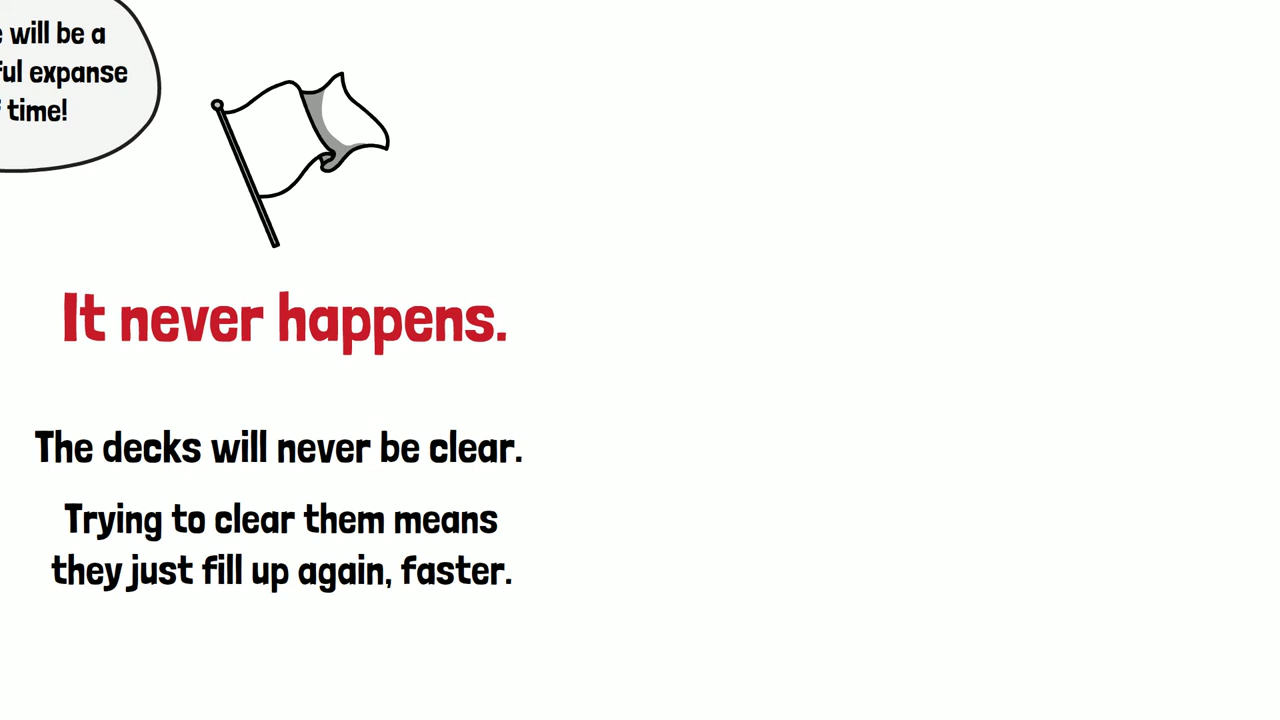 will be a
expanse
time!
It never happens.
The decks will never be clear.
Trying to clear them means
they just fill up again, faster.